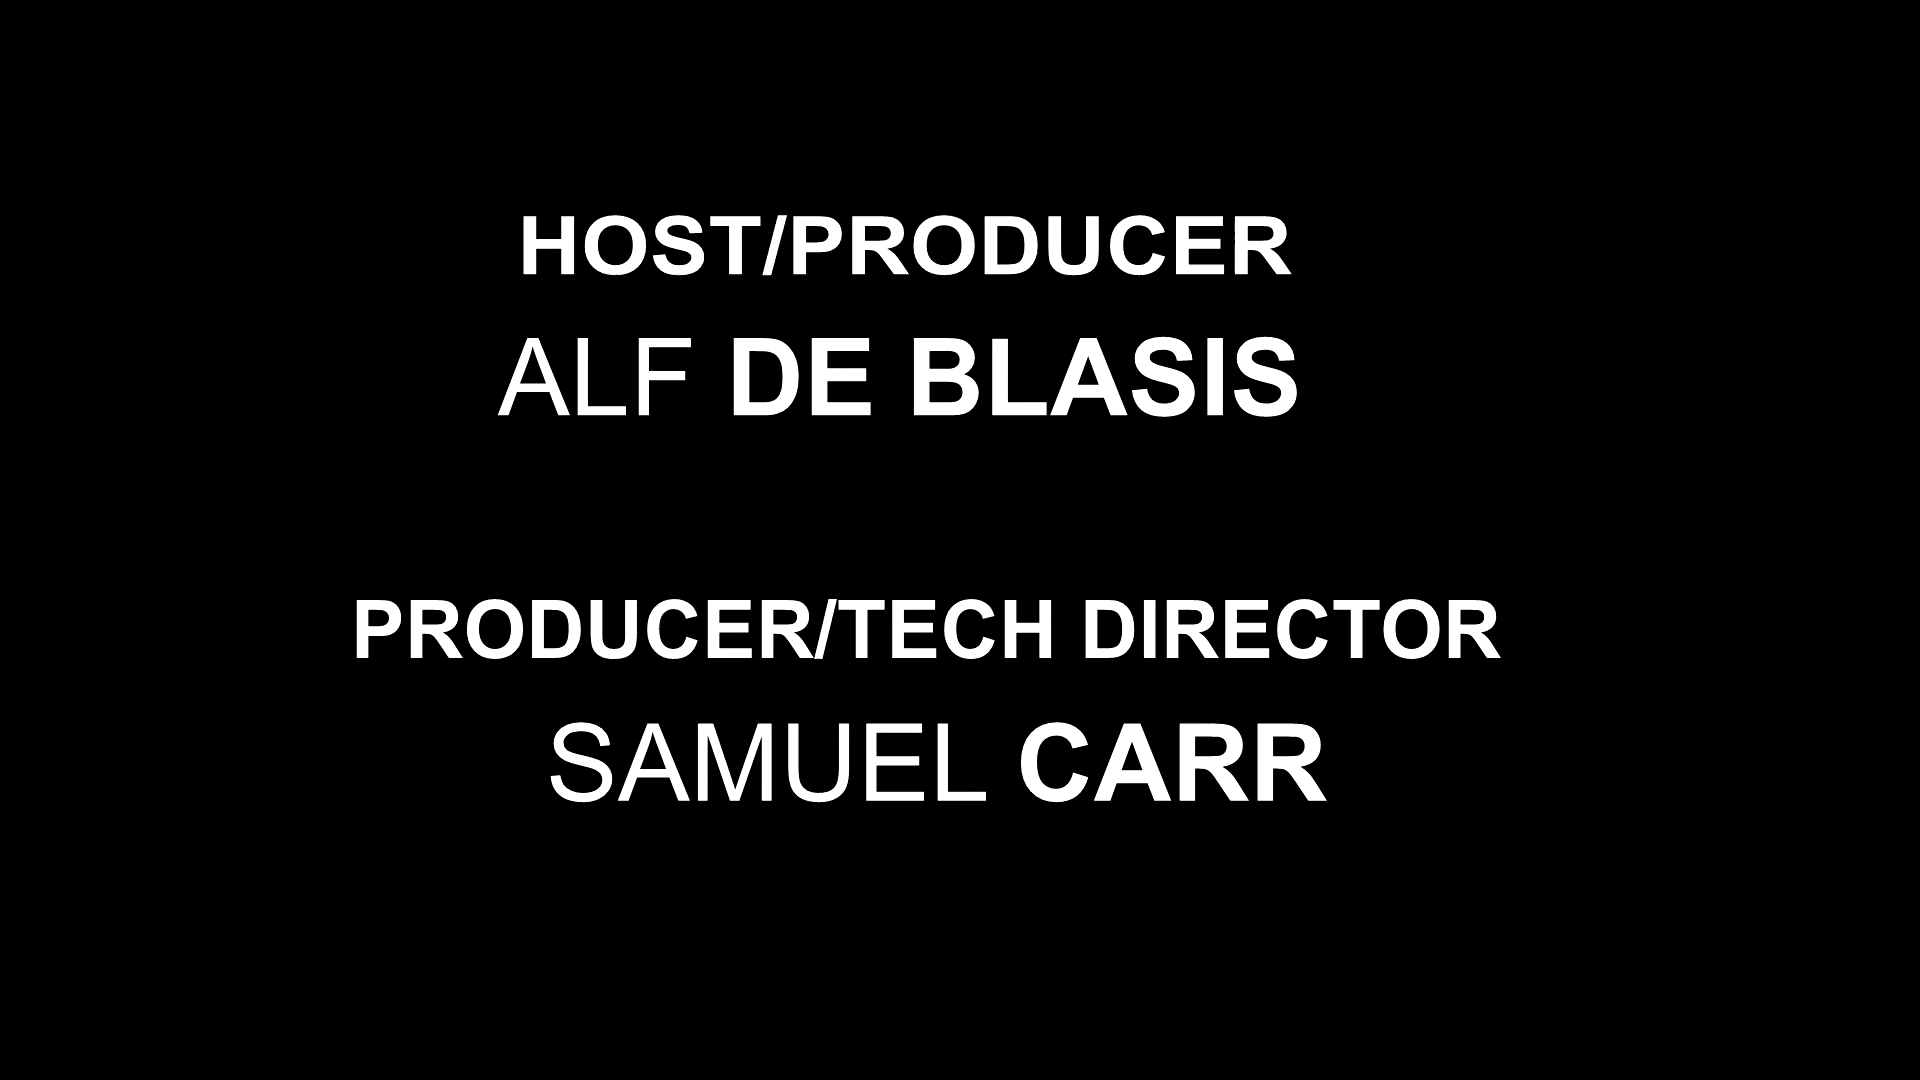 HOST/PRODUCER
ALF DE BLASIS
PRODUCER/TECH DIRECTOR
SAMUEL CARR